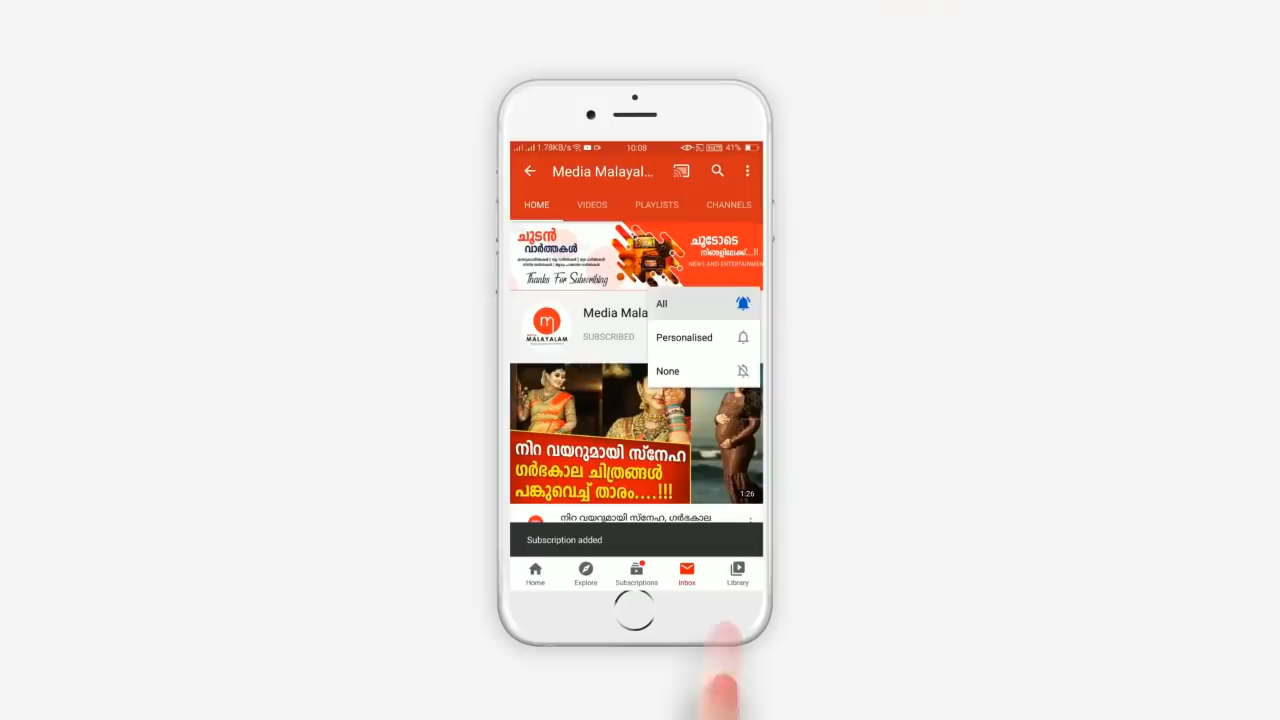 1.78KB/s
10:08
41%
Media Malayal...
HOME VIDEOS PLAYLISTS CHANNELS
ചൂടൻ
വാർത്തകൾ
Thanks For Subscribing
ചൂടോടെ
നിങ്ങളിലേക്ക്...!!
NEWS AND ENTERTAINMEN
Media Mala
SUBSCRIBED
m
MALAYALAM
All
Personalised
None
നിറ വയറുമായി സ്നേഹ
ഗർഭകാല ചിത്രങ്ങൾ
പങ്കുവെച്ച് താരം....!!!
1:26
നിറ വയറുമായി സ്നേഹ, ഗർഭകാല
Subscription added
Home Explore Subscriptions Inbox Library